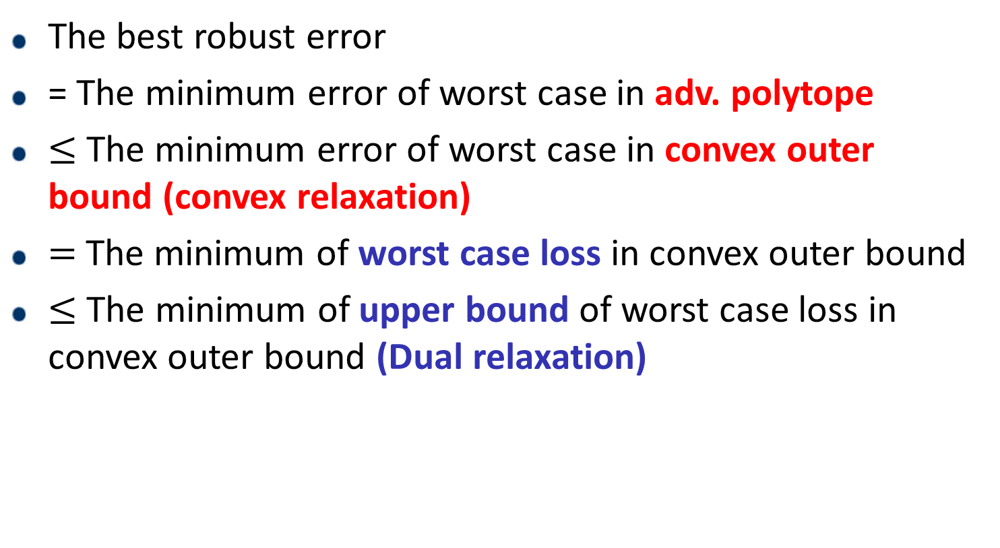 • The best robust error
• = The minimum error of worst case in adv. polytope
• ≤ The minimum error of worst case in convex outer
bound (convex relaxation)
• = The minimum of worst case loss in convex outer bound
• ≤ The minimum of upper bound of worst case loss in
convex outer bound (Dual relaxation)